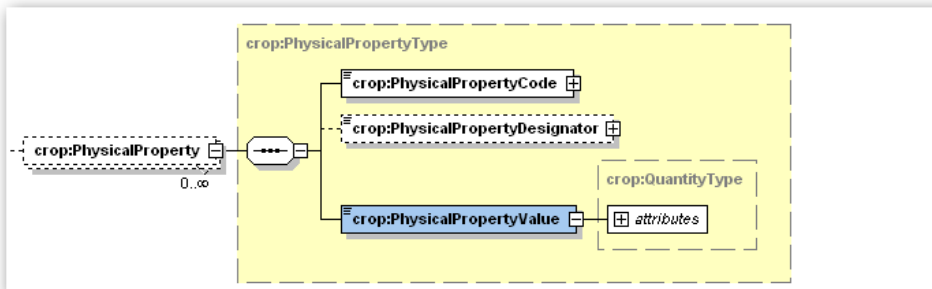 crop:PhysicalPropertyType
crop:PhysicalPropertyCode
crop:PhysicalPropertyDesignator
crop:PhysicalProperty
0..∞
crop:QuantityType
crop:PhysicalPropertyValue
attributes